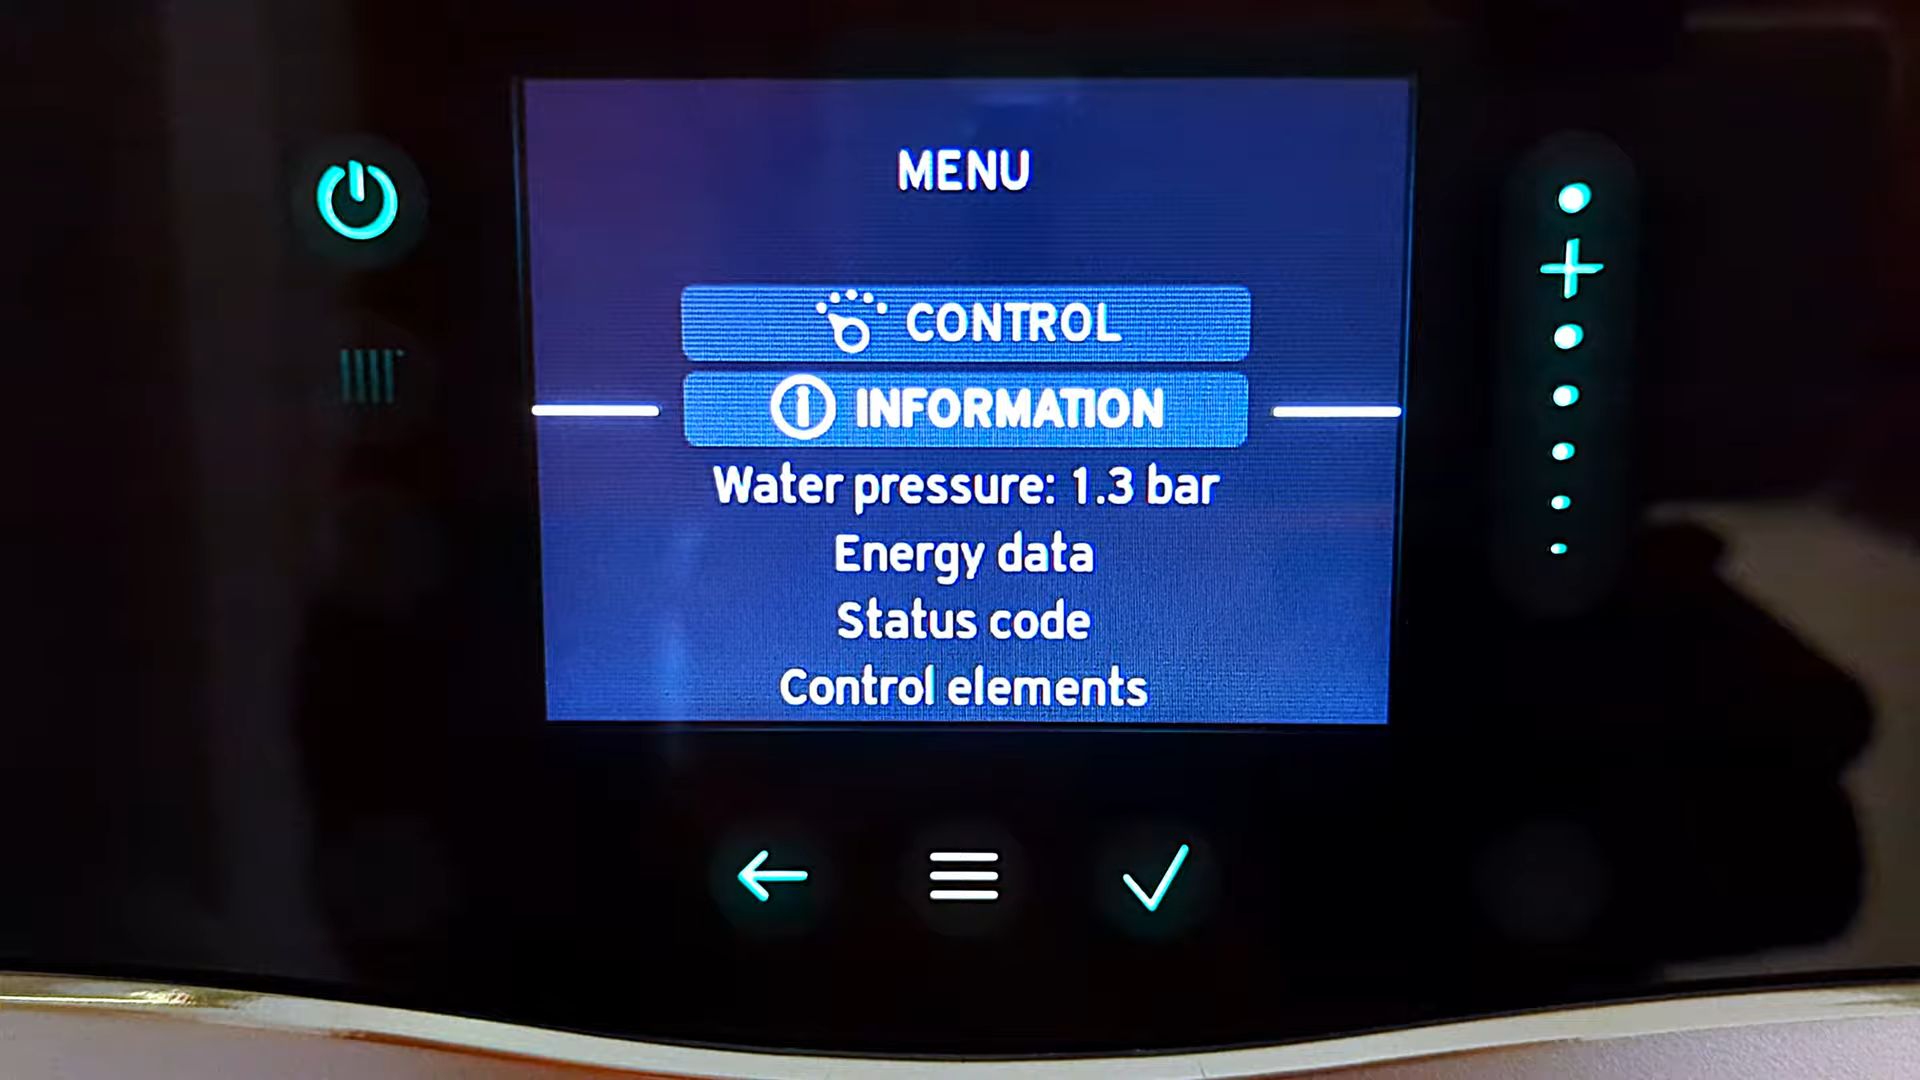 MENU
CONTROL
INFORMATION
Water pressure: 1.3 bar
Energy data
Status code
Control elements